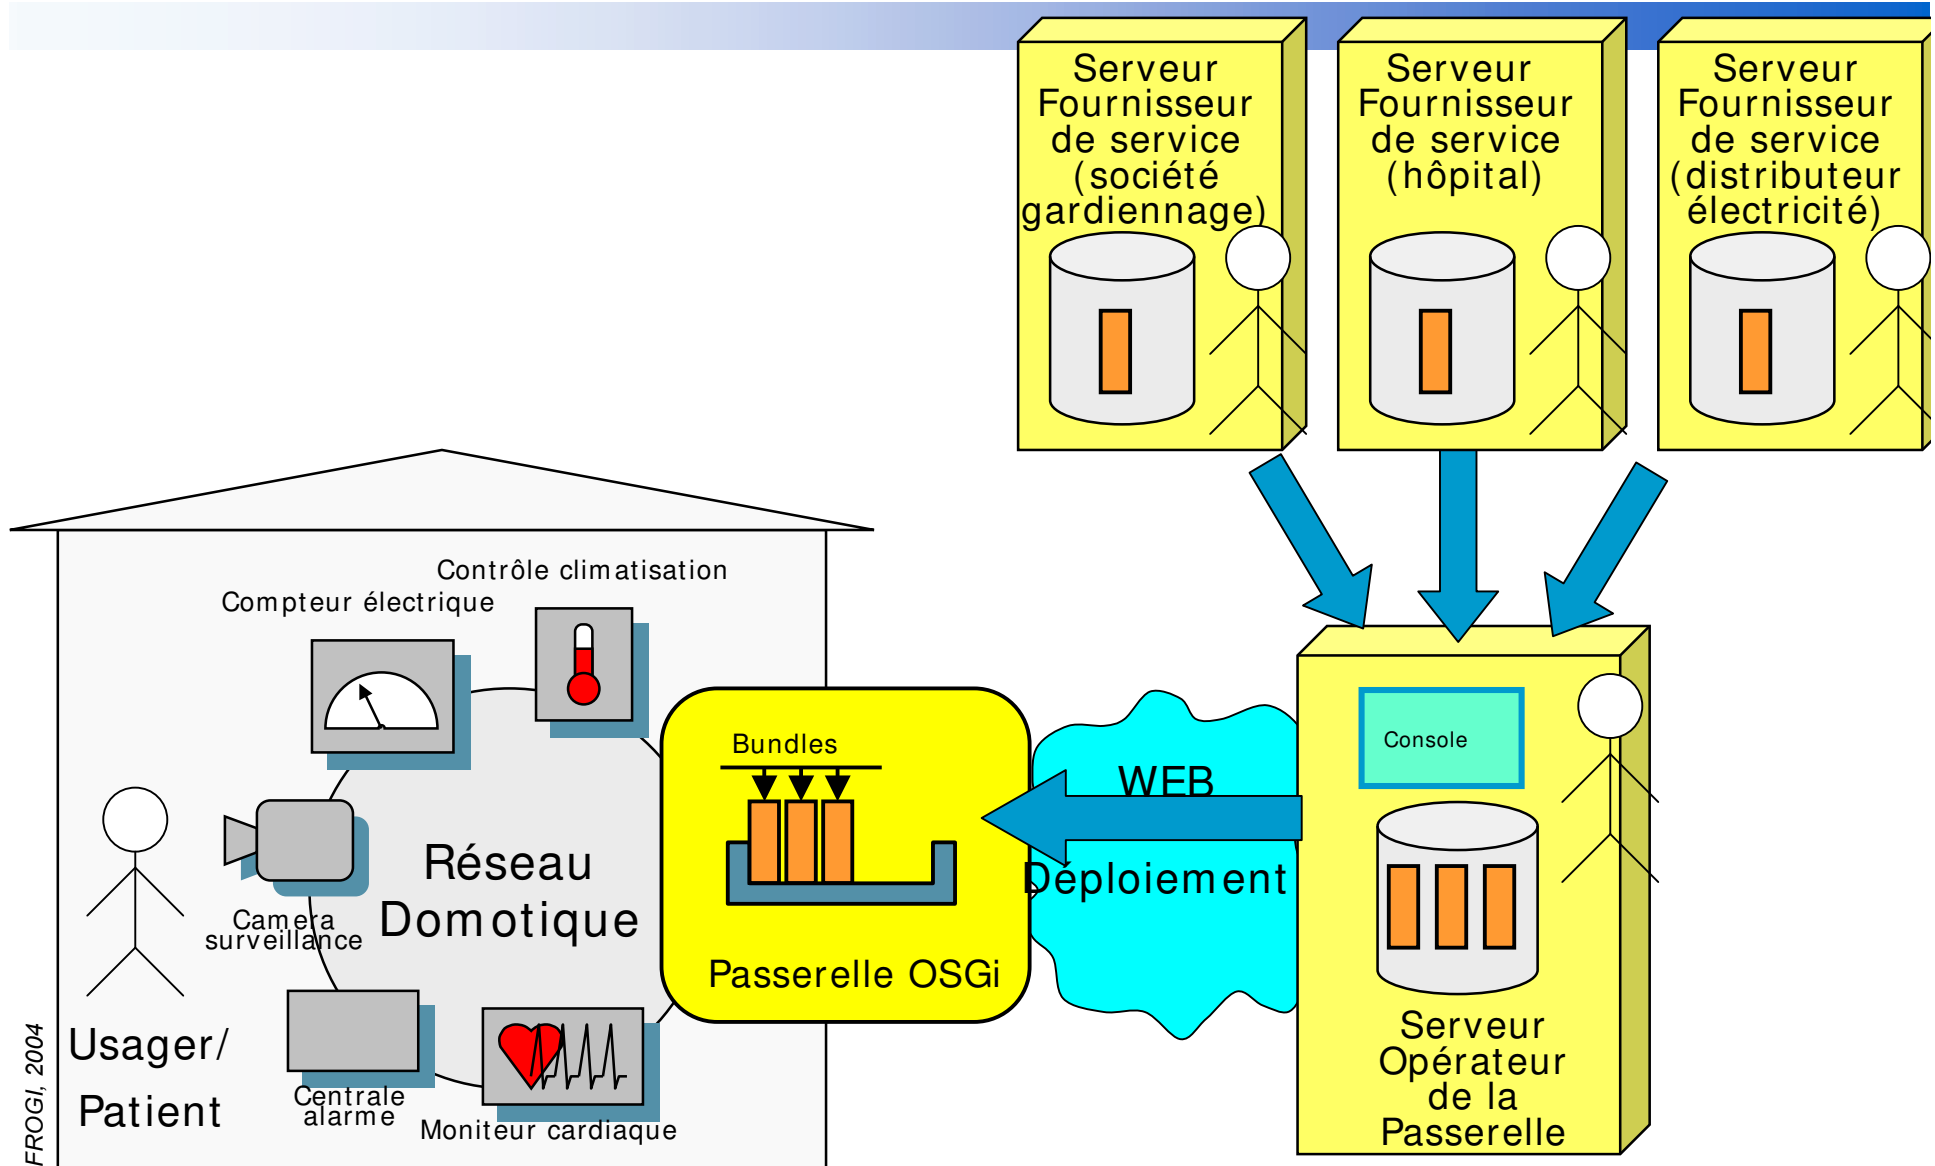 Serveur
Fournisseur
de service
(société
gardiennage)
Serveur
Fournisseur
de service
(hôpital)
Serveur
Fournisseur
de service
(distributeur
électricité)
Contrôle climatisation
Compteur électrique
Bundles
WEB
Console
Réseau
Domotique
Déploiement
Camera
surveillance
Passerelle OSGi
Usager/
Patient
Centrale
alarme
Moniteur cardiaque
Serveur
Opérateur
de la
Passerelle
FROGI, 2004